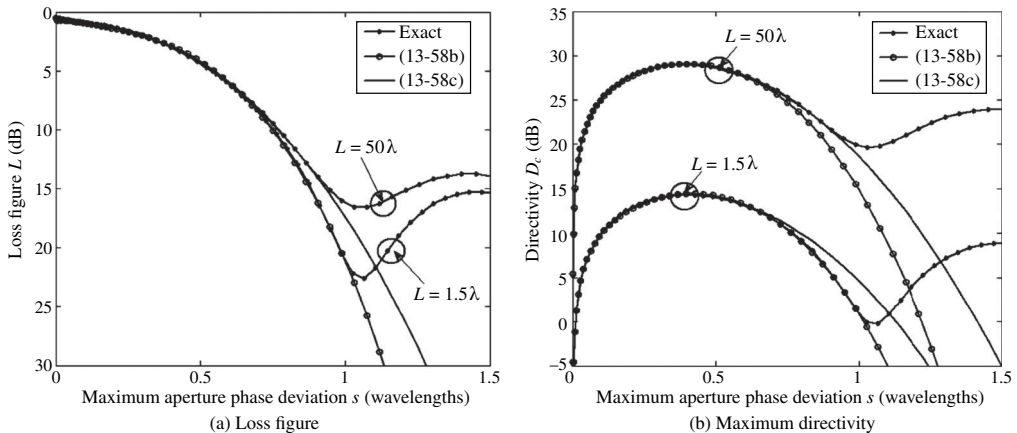 0
5
10
15
20
25
30
Loss figure L (dB)
Exact
(13-58b)
(13-58c)
L = 50λ
L = 1.5λ
0
0.5
1
1.5
Maximum aperture phase deviation s (wavelengths)
(a) Loss figure
35
30
25
20
15
10
5
0
−5
Directivity Dc (dB)
L = 50λ
Exact
(13-58b)
(13-58c)
L = 1.5λ
0
0.5
1
1.5
Maximum aperture phase deviation s (wavelengths)
(b) Maximum directivity